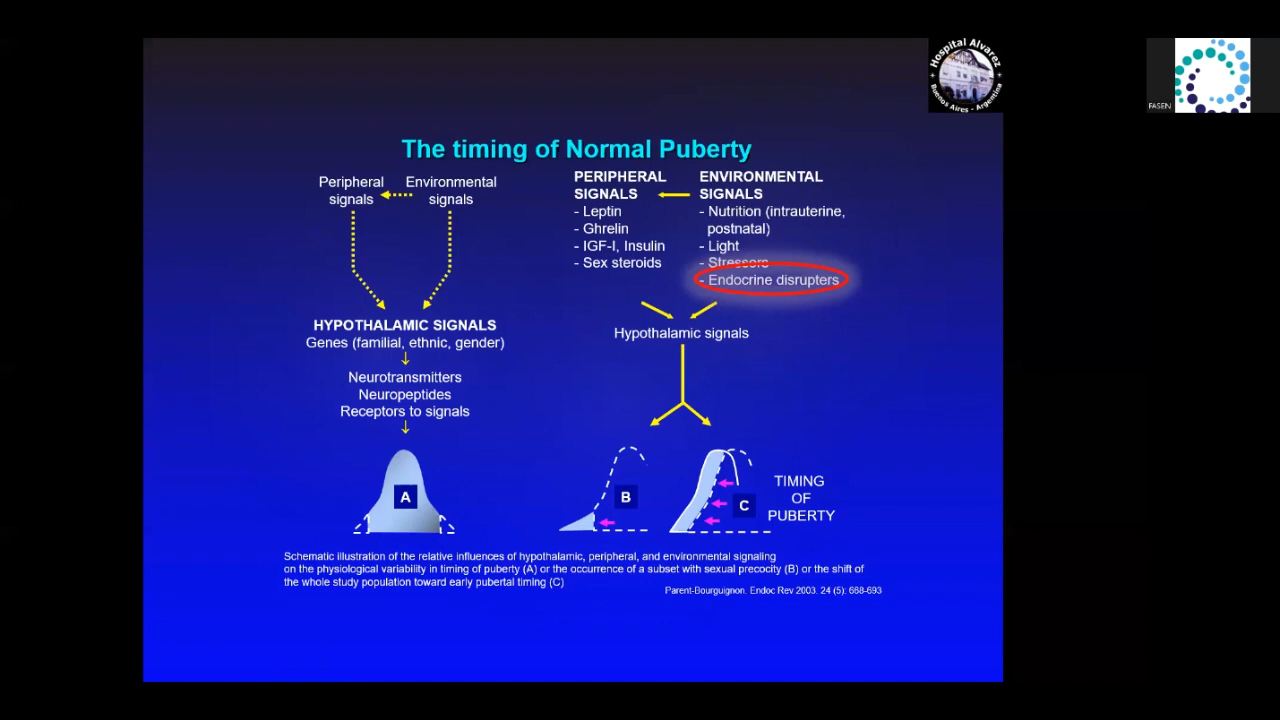 Hospital Alvarez
Buenos Aires - Argentina
FASEN
The timing of Normal Puberty
Peripheral
signals
Environmental
signals
HYPOTHALAMIC SIGNALS
Genes (familial, ethnic, gender)
Neurotransmitters
Neuropeptides
Receptors to signals
A
PERIPHERAL
SIGNALS
- Leptin
- Ghrelin
- IGF-I, Insulin
- Sex steroids
ENVIRONMENTAL
SIGNALS
- Nutrition (intrauterine,
postnatal)
- Light
- Stressors
- Endocrine disrupters
Hypothalamic signals
B
C
TIMING
OF
PUBERTY
Schematic illustration of the relative influences of hypothalamic, peripheral, and environmental signaling
on the physiological variability in timing of puberty (A) or the occurrence of a subset with sexual precocity (B) or the shift of
the whole study population toward early pubertal timing (C)
Parent-Bourguignon. Endoc Rev 2003. 24 (5): 668-693